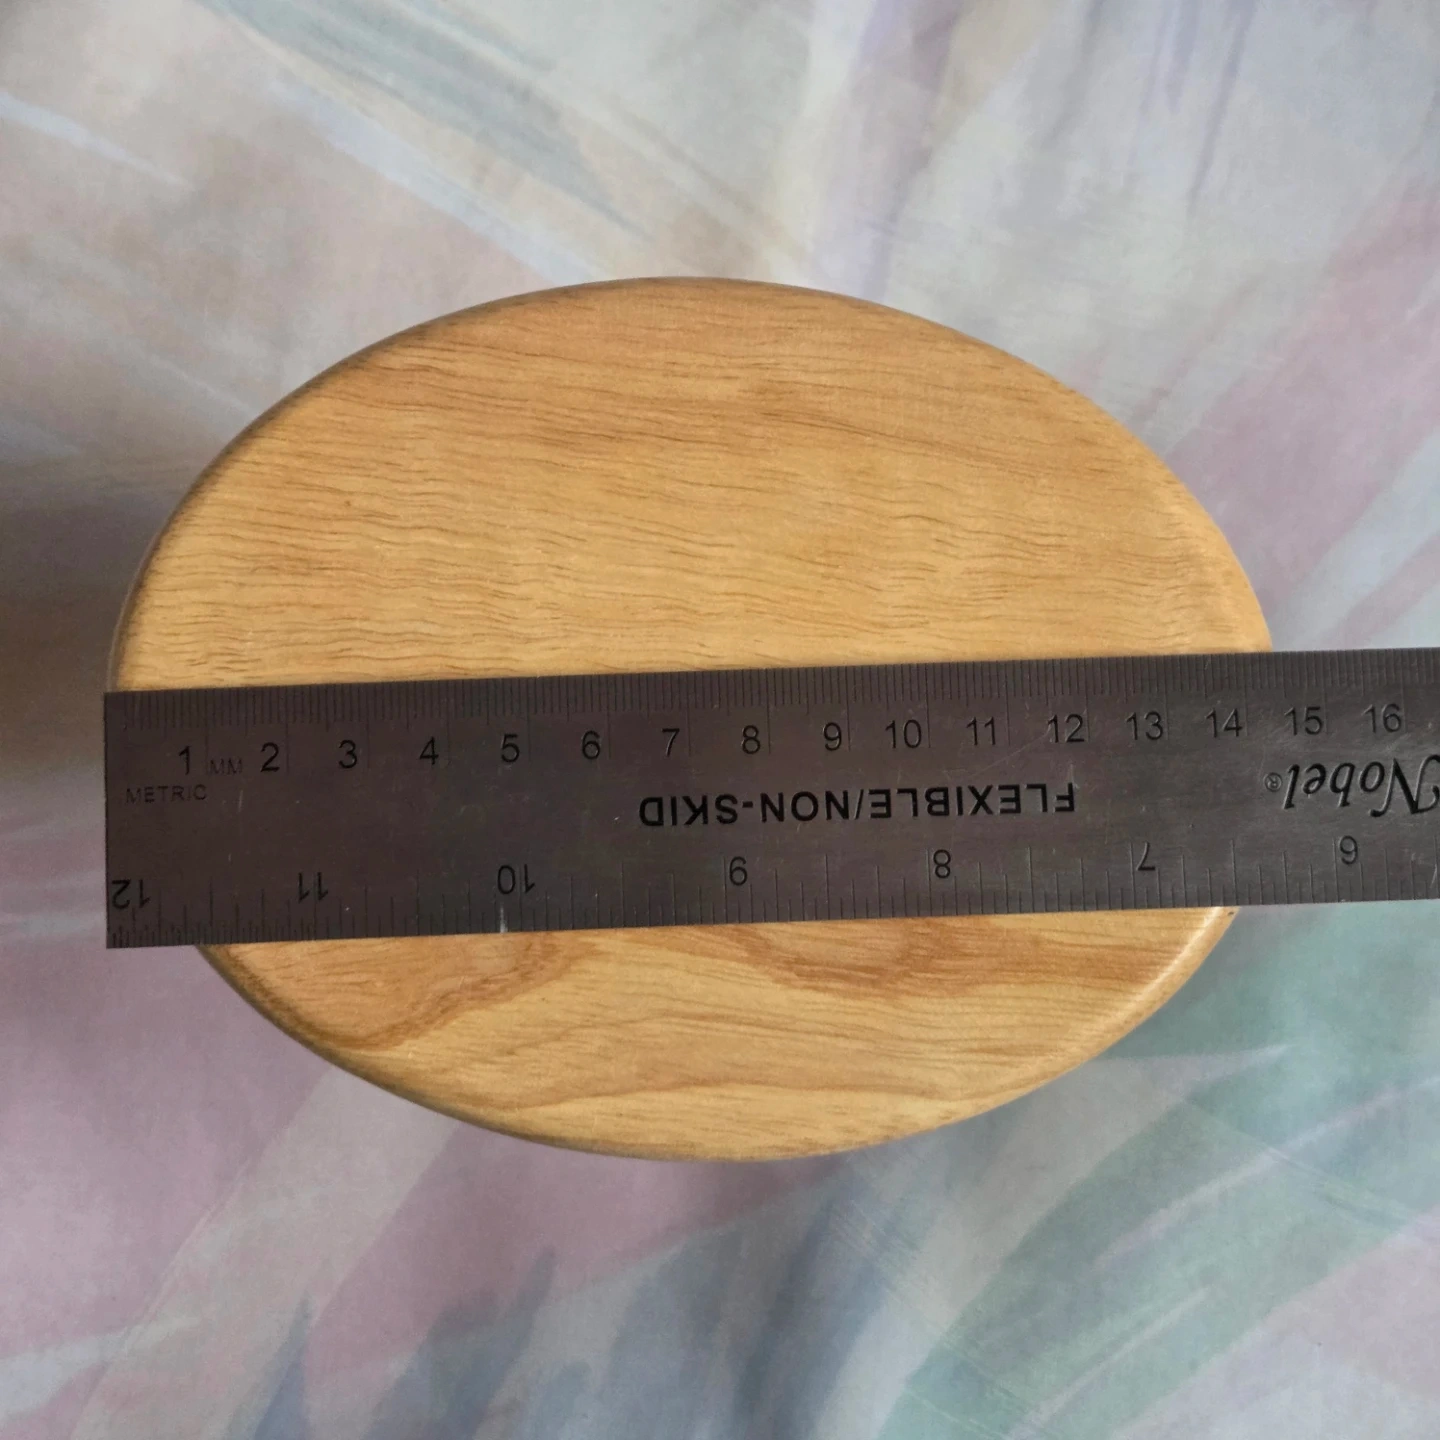 1 MM 2 3 4 5 6 7 8 9 10 11 12 13 14 15 16
METRIC
Nobel®
FLEXIBLE/NON-SKID
6 7 8 9 10 11 12